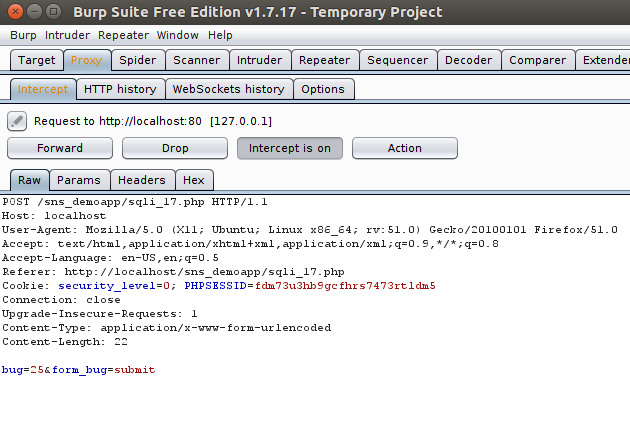 Burp Suite Free Edition v1.7.17 - Temporary Project
Burp Intruder Repeater Window Help
Target Proxy Spider Scanner Intruder Repeater Sequencer Decoder Comparer Extender
Intercept HTTP history WebSockets history Options
Request to http://localhost:80 [127.0.0.1]
Forward Drop Intercept is on Action
Raw Params Headers Hex
POST /sns_demoapp/sqli_17.php HTTP/1.1
Host: localhost
User-Agent: Mozilla/5.0 (X11; Ubuntu; Linux x86_64; rv:51.0) Gecko/20100101 Firefox/51.0
Accept: text/html,application/xhtml+xml,application/xml;q=0.9,*/*;q=0.8
Accept-Language: en-US,en;q=0.5
Referer: http://localhost/sns_demoapp/sqli_17.php
Cookie: security_level=0; PHPSESSID=fdm73u3hb9gcfhrs7473rtldm5
Connection: close
Upgrade-Insecure-Requests: 1
Content-Type: application/x-www-form-urlencoded
Content-Length: 22
bug=25&form_bug=submit